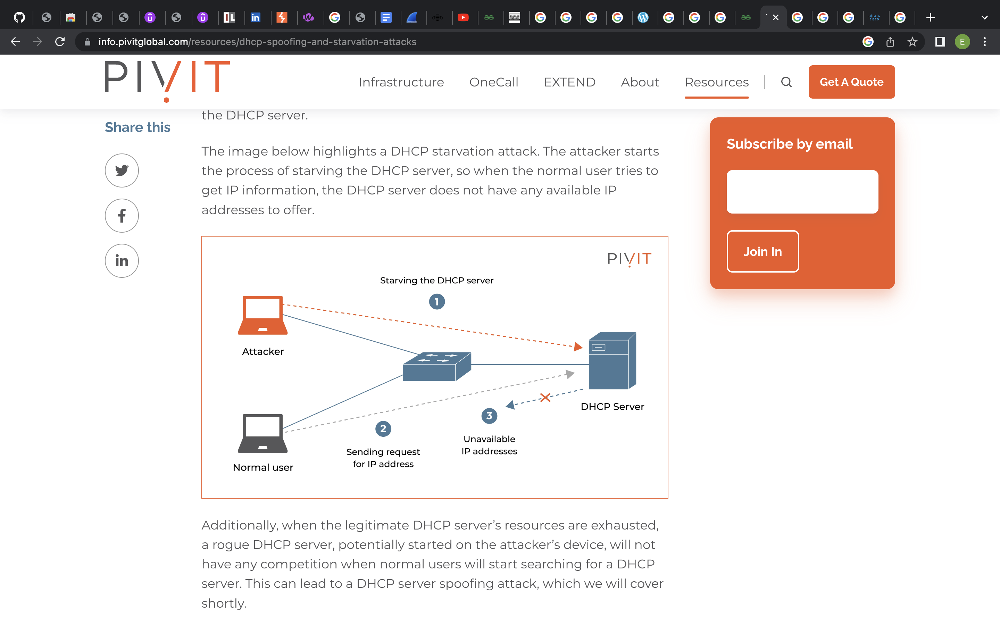 info.pivitglobal.com/resources/dhcp-spoofing-and-starvation-attacks
E
PIVIT
Infrastructure
OneCall
EXTEND
About
Resources
Get A Quote
the DHCP server.
Share this
The image below highlights a DHCP starvation attack. The attacker starts
the process of starving the DHCP server, so when the normal user tries to
get IP information, the DHCP server does not have any available IP
addresses to offer.
Subscribe by email
Join In
PIVIT
Starving the DHCP server
1
Attacker
DHCP Server
3
2
Unavailable
IP addresses
Sending request
for IP address
Normal user
Additionally, when the legitimate DHCP server’s resources are exhausted,
a rogue DHCP server, potentially started on the attacker’s device, will not
have any competition when normal users will start searching for a DHCP
server. This can lead to a DHCP server spoofing attack, which we will cover
shortly.